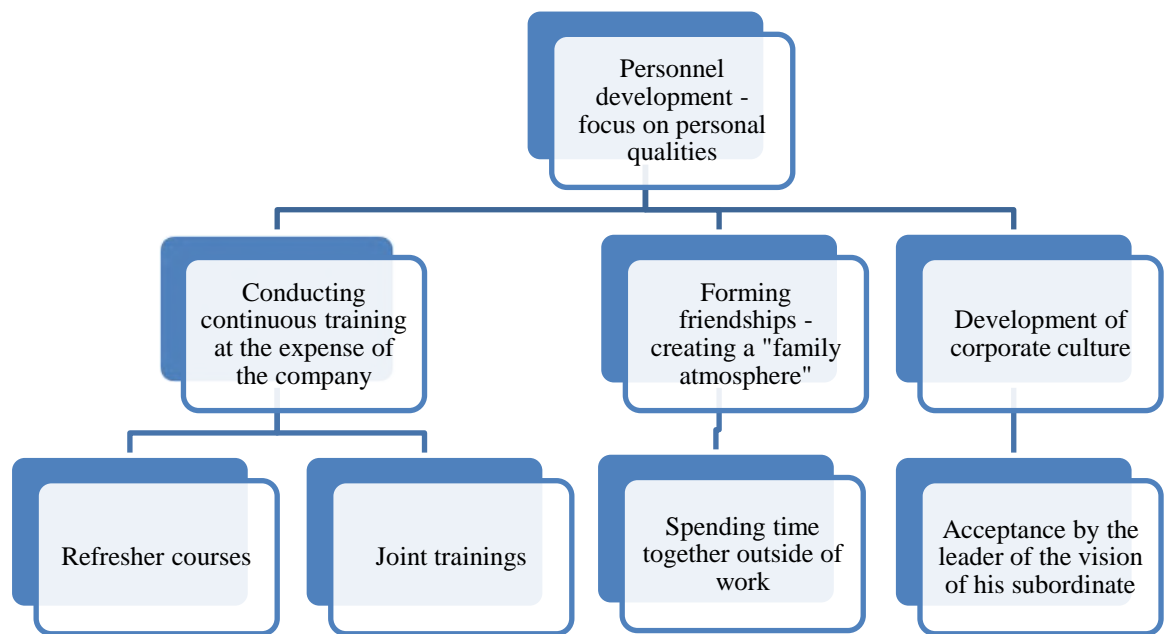 Personnel
development -
focus on personal
qualities
Conducting
continuous training
at the expense of
the company
Forming
friendships -
creating a "family
atmosphere"
Development of
corporate culture
Refresher courses
Joint trainings
Spending time
together outside of
work
Acceptance by the
leader of the vision
of his subordinate